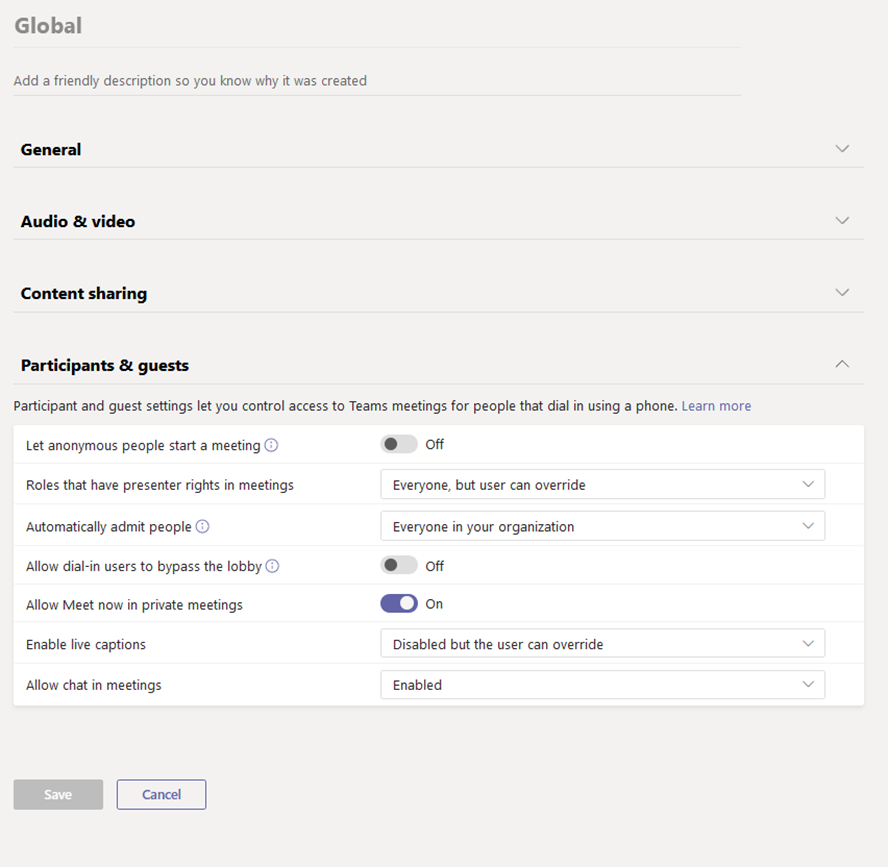 Global
Add a friendly description so you know why it was created
General
Audio & video
Content sharing
Participants & guests
Participant and guest settings let you control access to Teams meetings for people that dial in using a phone. Learn more
Let anonymous people start a meeting Off
Roles that have presenter rights in meetings Everyone, but user can override
Automatically admit people Everyone in your organization
Allow dial-in users to bypass the lobby Off
Allow Meet now in private meetings On
Enable live captions Disabled but the user can override
Allow chat in meetings Enabled
Save Cancel